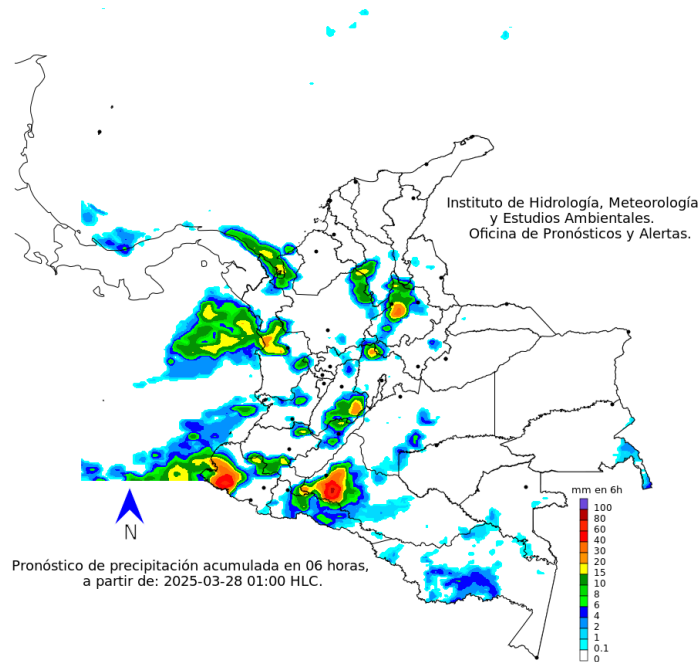 Instituto de Hidrología, Meteorología
y Estudios Ambientales.
Oficina de Pronósticos y Alertas.
N
Pronóstico de precipitación acumulada en 06 horas,
a partir de: 2025-03-28 01:00 HLC.
mm en 6h
100
80
60
40
30
20
15
10
8
6
4
2
1
0.1
0